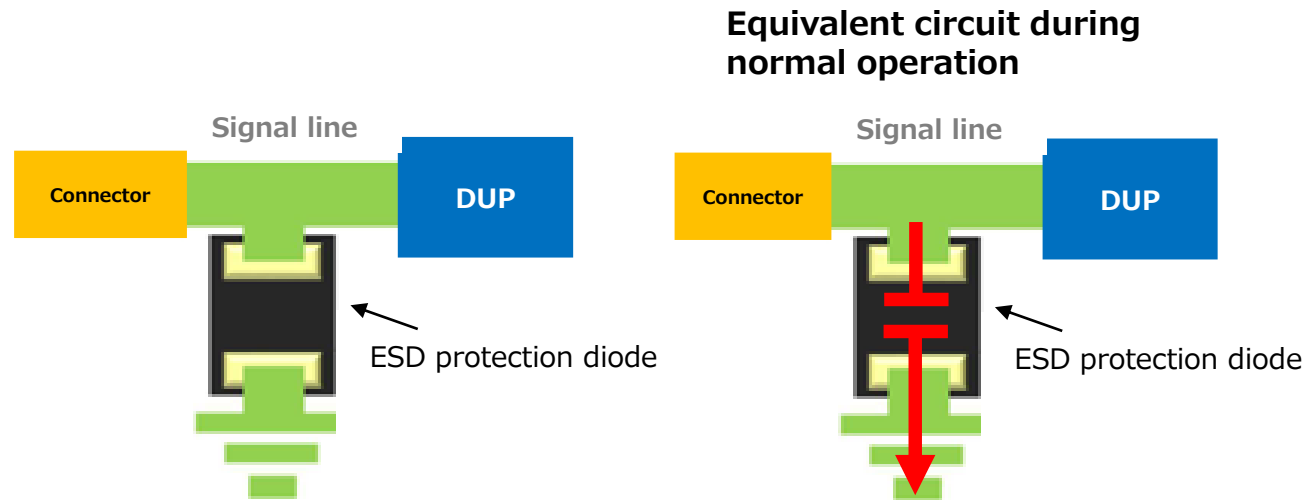 Equivalent circuit during
normal operation
Signal line
Connector
DUP
ESD protection diode
Signal line
Connector
DUP
ESD protection diode